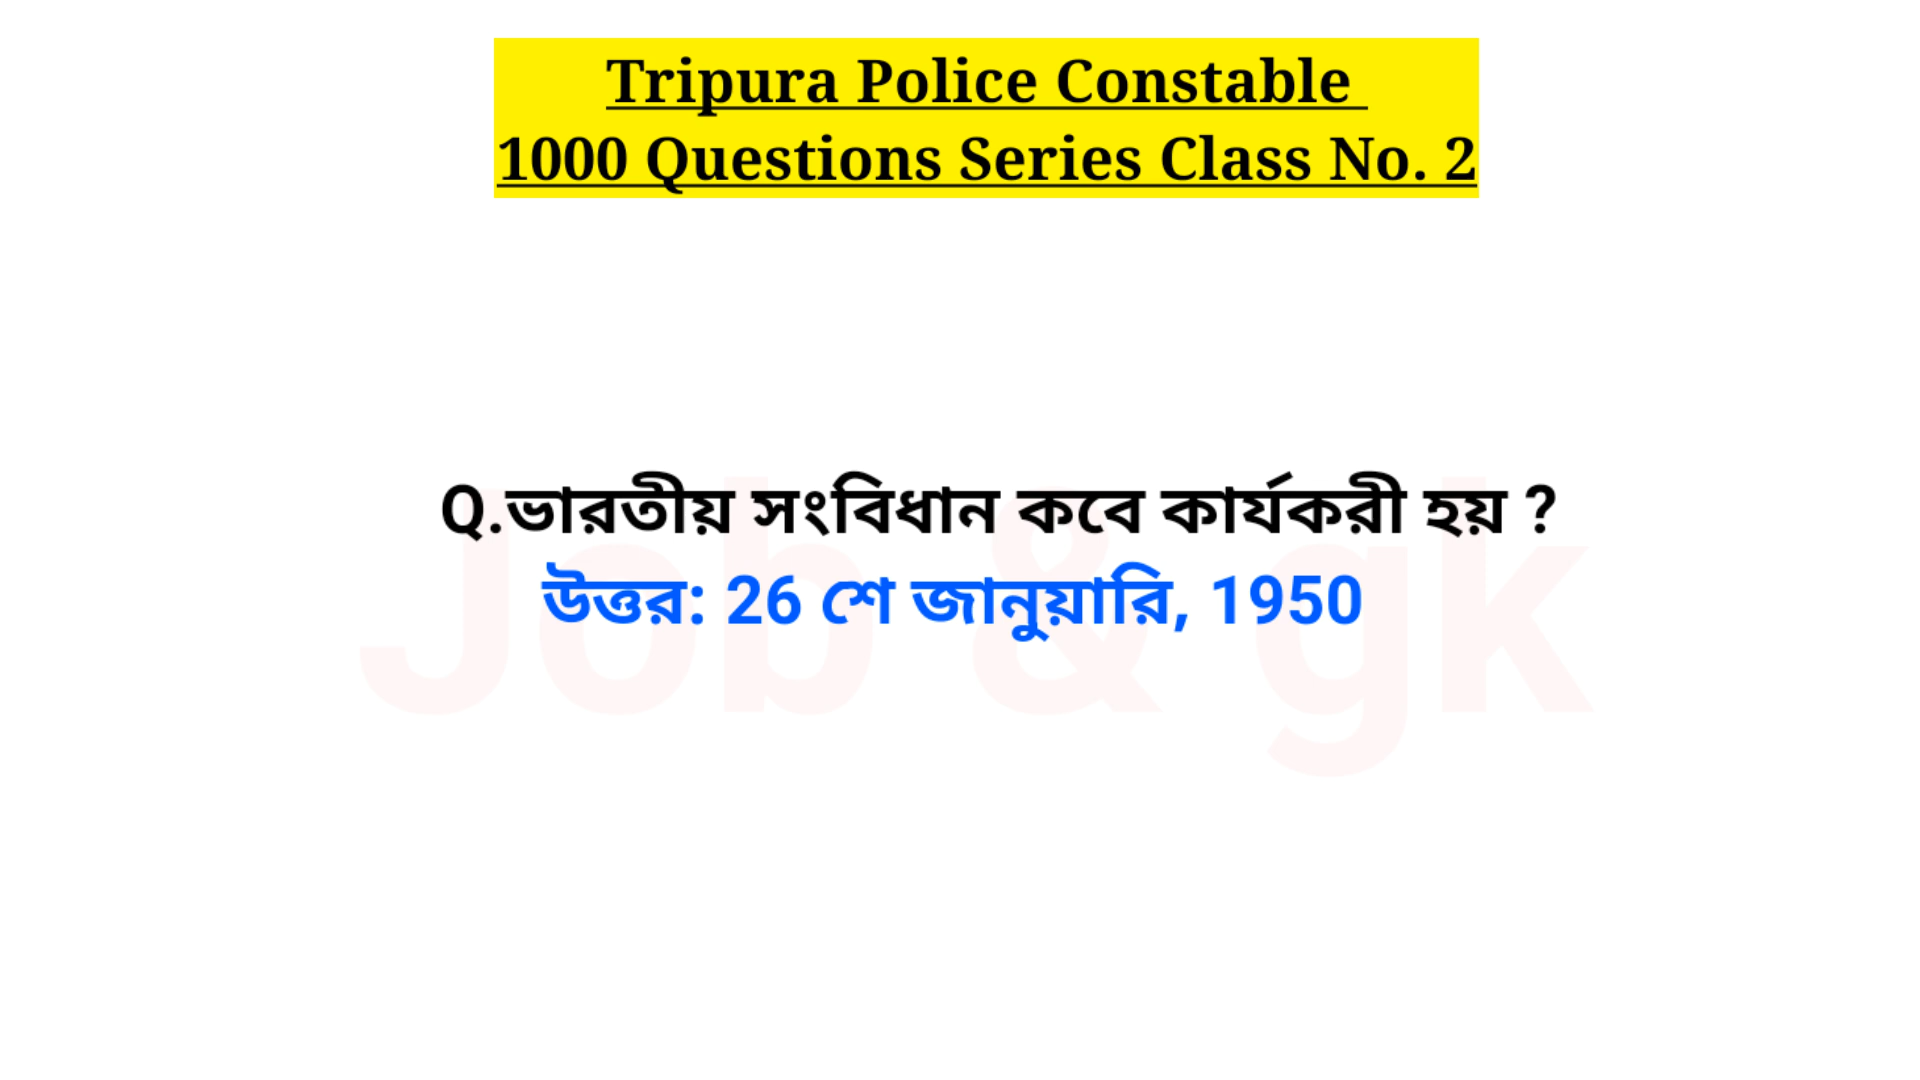 Tripura Police Constable
1000 Questions Series Class No. 2
Q.ভারতীয় সংবিধান কবে কার্যকরী হয় ?
উত্তর: 26 শে জানুয়ারি, 1950
Job & gk